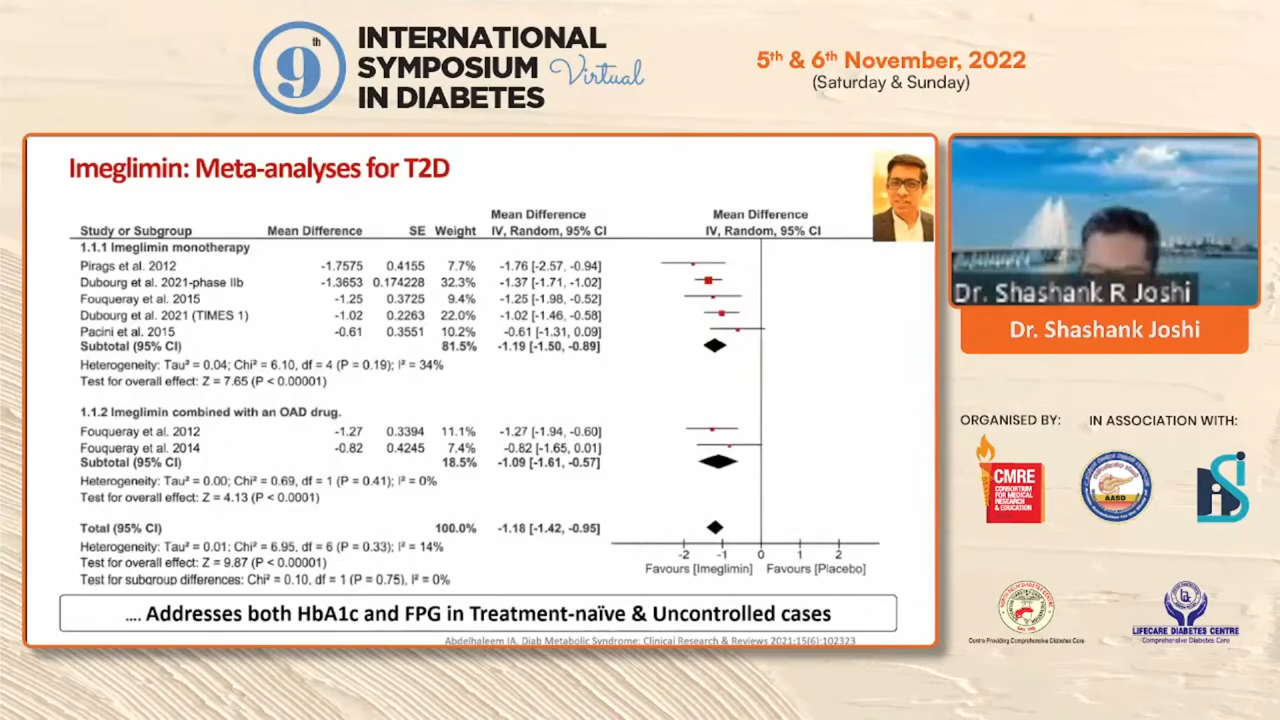 9th
INTERNATIONAL
SYMPOSIUM Virtual
IN DIABETES
5th & 6th November, 2022
(Saturday & Sunday)
Imeglimin: Meta-analyses for T2D
Mean Difference Mean Difference
Study or Subgroup Mean Difference SE Weight IV, Random, 95% CI IV, Random, 95% CI
1.1.1 Imeglimin monotherapy
Pirags et al. 2012 -1.7575 0.4155 7.7% -1.76 [-2.57, -0.94]
Dubourg et al. 2021-phase IIb -1.3653 0.174228 32.3% -1.37 [-1.71, -1.02]
Fouqueray et al. 2015 -1.25 0.3725 9.4% -1.25 [-1.98, -0.52]
Dubourg et al. 2021 (TIMES 1) -1.02 0.2263 22.0% -1.02 [-1.46, -0.58]
Pacini et al. 2015 -0.61 0.3551 10.2% -0.61 [-1.31, 0.09]
Subtotal (95% CI) 81.5% -1.19 [-1.50, -0.89]
Heterogeneity: Tau² = 0.04; Chi² = 6.10, df = 4 (P = 0.19); I² = 34%
Test for overall effect: Z = 7.65 (P < 0.00001)
1.1.2 Imeglimin combined with an OAD drug.
Fouqueray et al. 2012 -1.27 0.3394 11.1% -1.27 [-1.94, -0.60]
Fouqueray et al. 2014 -0.82 0.4245 7.4% -0.82 [-1.65, 0.01]
Subtotal (95% CI) 18.5% -1.09 [-1.61, -0.57]
Heterogeneity: Tau² = 0.00; Chi² = 0.69, df = 1 (P = 0.41); I² = 0%
Test for overall effect: Z = 4.13 (P < 0.0001)
Total (95% CI) 100.0% -1.18 [-1.42, -0.95]
Heterogeneity: Tau² = 0.01; Chi² = 6.95, df = 6 (P = 0.33); I² = 14%
Test for overall effect: Z = 9.87 (P < 0.00001)
Test for subgroup differences: Chi² = 0.10, df = 1 (P = 0.75), I² = 0%
-2 -1 0 1 2
Favours [Imeglimin] Favours [Placebo]
.... Addresses both HbA1c and FPG in Treatment-naïve & Uncontrolled cases
Abdelhaleem IA. Diab Metabolic Syndrome: Clinical Research & Reviews 2021;15(6):102323
Dr. Shashank R Joshi
Dr. Shashank Joshi
ORGANISED BY: IN ASSOCIATION WITH:
CMRE
CONSORTIUM
FOR MEDICAL
RESEARCH
& EDUCATION
AASD
Centre Providing Comprehensive Diabetes Care
LIFECARE DIABETES CENTRE
Comprehensive Diabetes Care